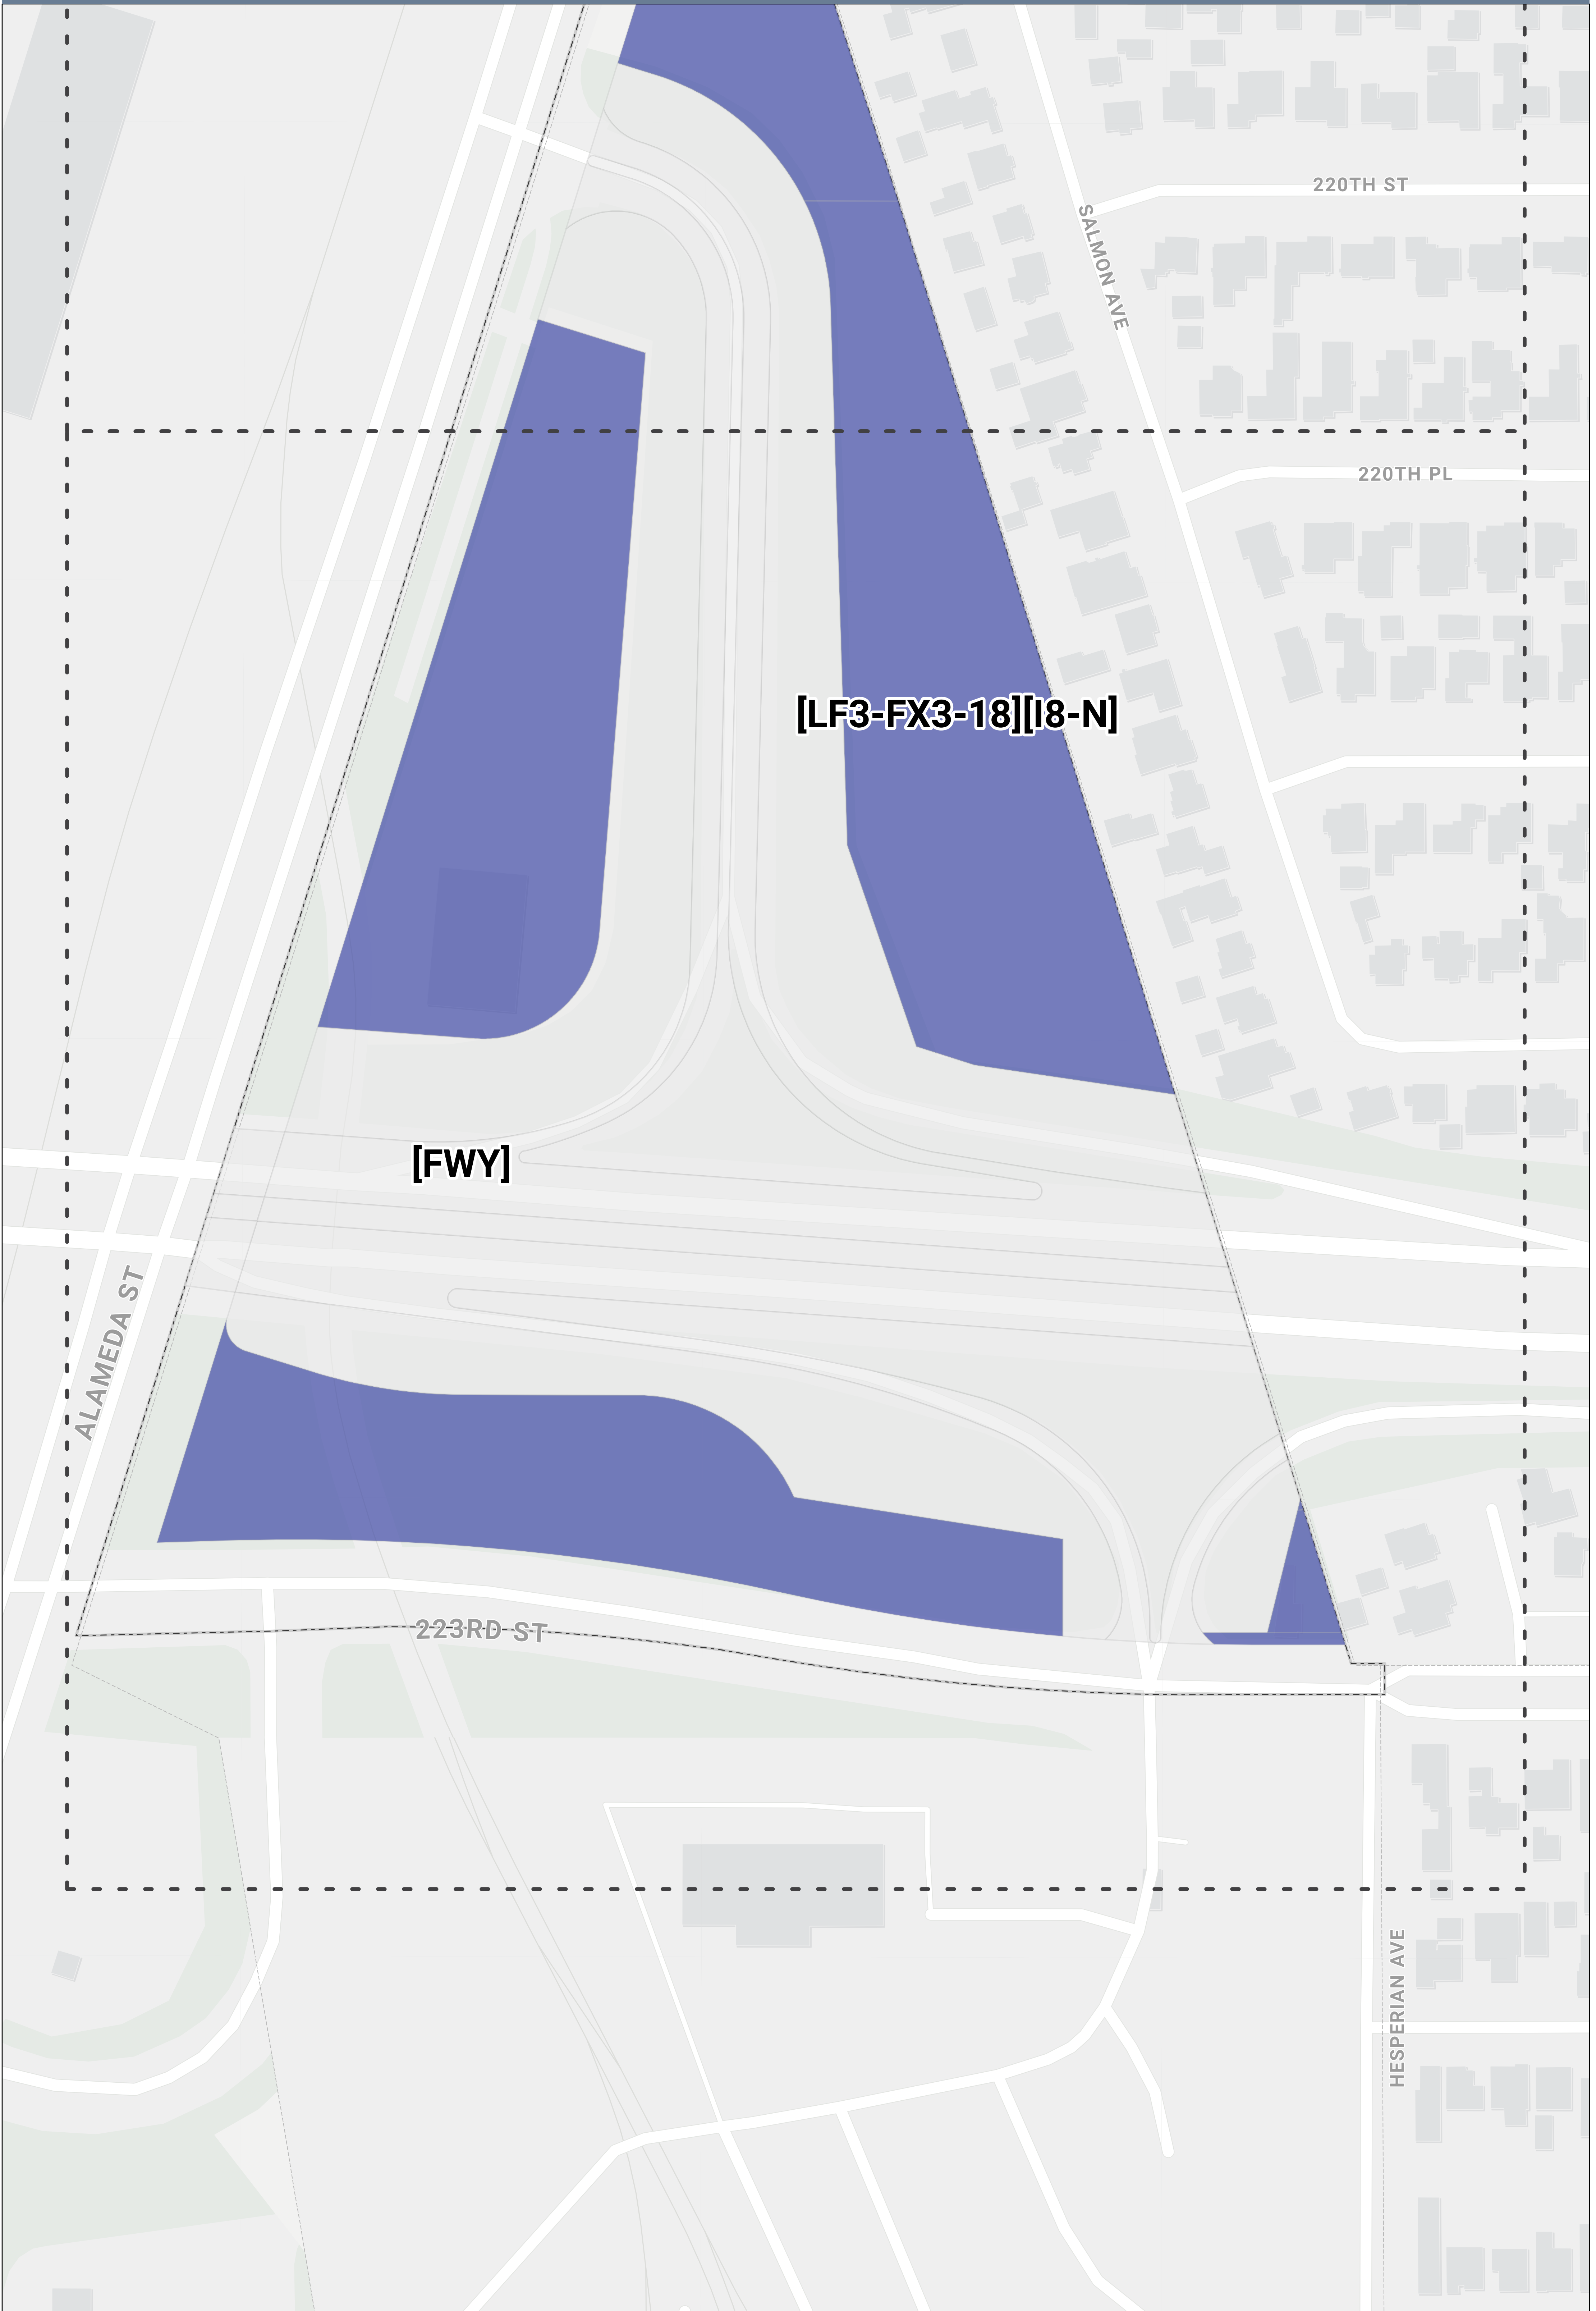 220TH ST
SALMON AVE
220TH PL
[LF3-FX3-18][I8-N]
[FWY]
ALAMEDA ST
223RD ST
HESPERIAN AVE